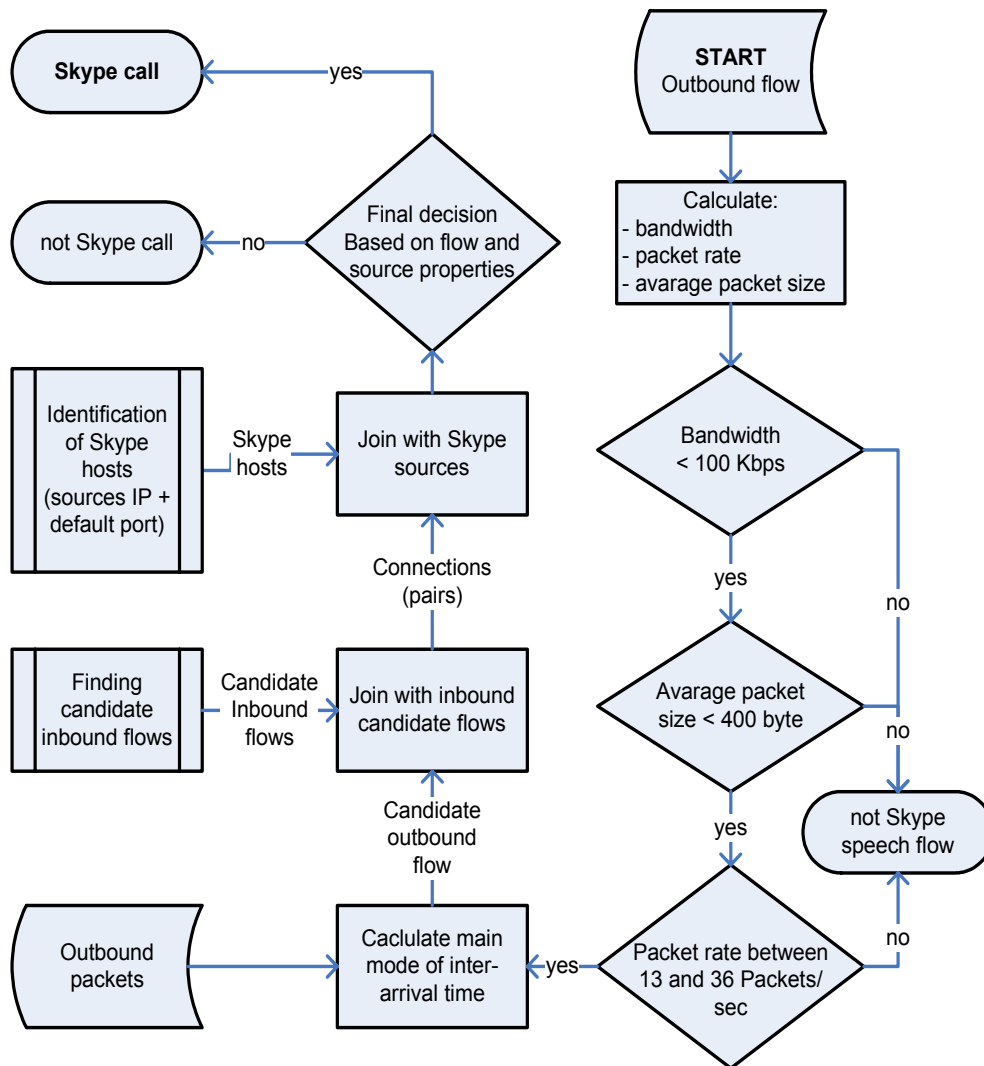 START
Outbound flow
Calculate:
- bandwidth
- packet rate
- avarage packet size
Bandwidth
< 100 Kbps
yes
no
Avarage packet
size < 400 byte
no
yes
not Skype
speech flow
Packet rate between
13 and 36 Packets/
sec
no
yes
Caclulate main
mode of inter-
arrival time
Outbound
packets
Candidate
outbound
flow
Join with inbound
candidate flows
Candidate
Inbound
flows
Finding
candidate
inbound flows
Connections
(pairs)
Join with Skype
sources
Skype
hosts
Identification
of Skype
hosts
(sources IP +
default port)
Final decision
Based on flow and
source properties
no
not Skype call
yes
Skype call